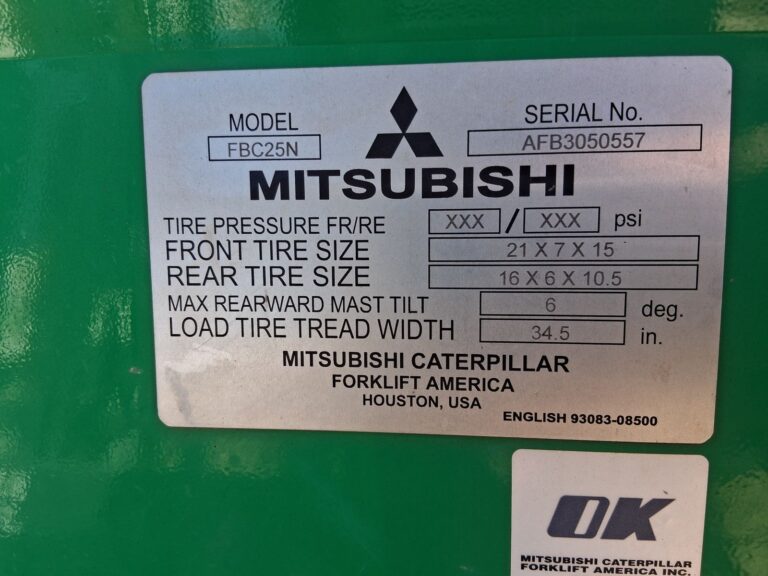 MODEL SERIAL No.
FBC25N AFB3050557
MITSUBISHI
TIRE PRESSURE FR/RE XXX / XXX psi
FRONT TIRE SIZE 21 X 7 X 15
REAR TIRE SIZE 16 X 6 X 10.5
MAX REARWARD MAST TILT 6 deg.
LOAD TIRE TREAD WIDTH 34.5 in.
MITSUBISHI CATERPILLAR
FORKLIFT AMERICA
HOUSTON, USA
ENGLISH 93083-08500
OK
MITSUBISHI CATERPILLAR
FORKLIFT AMERICA INC.